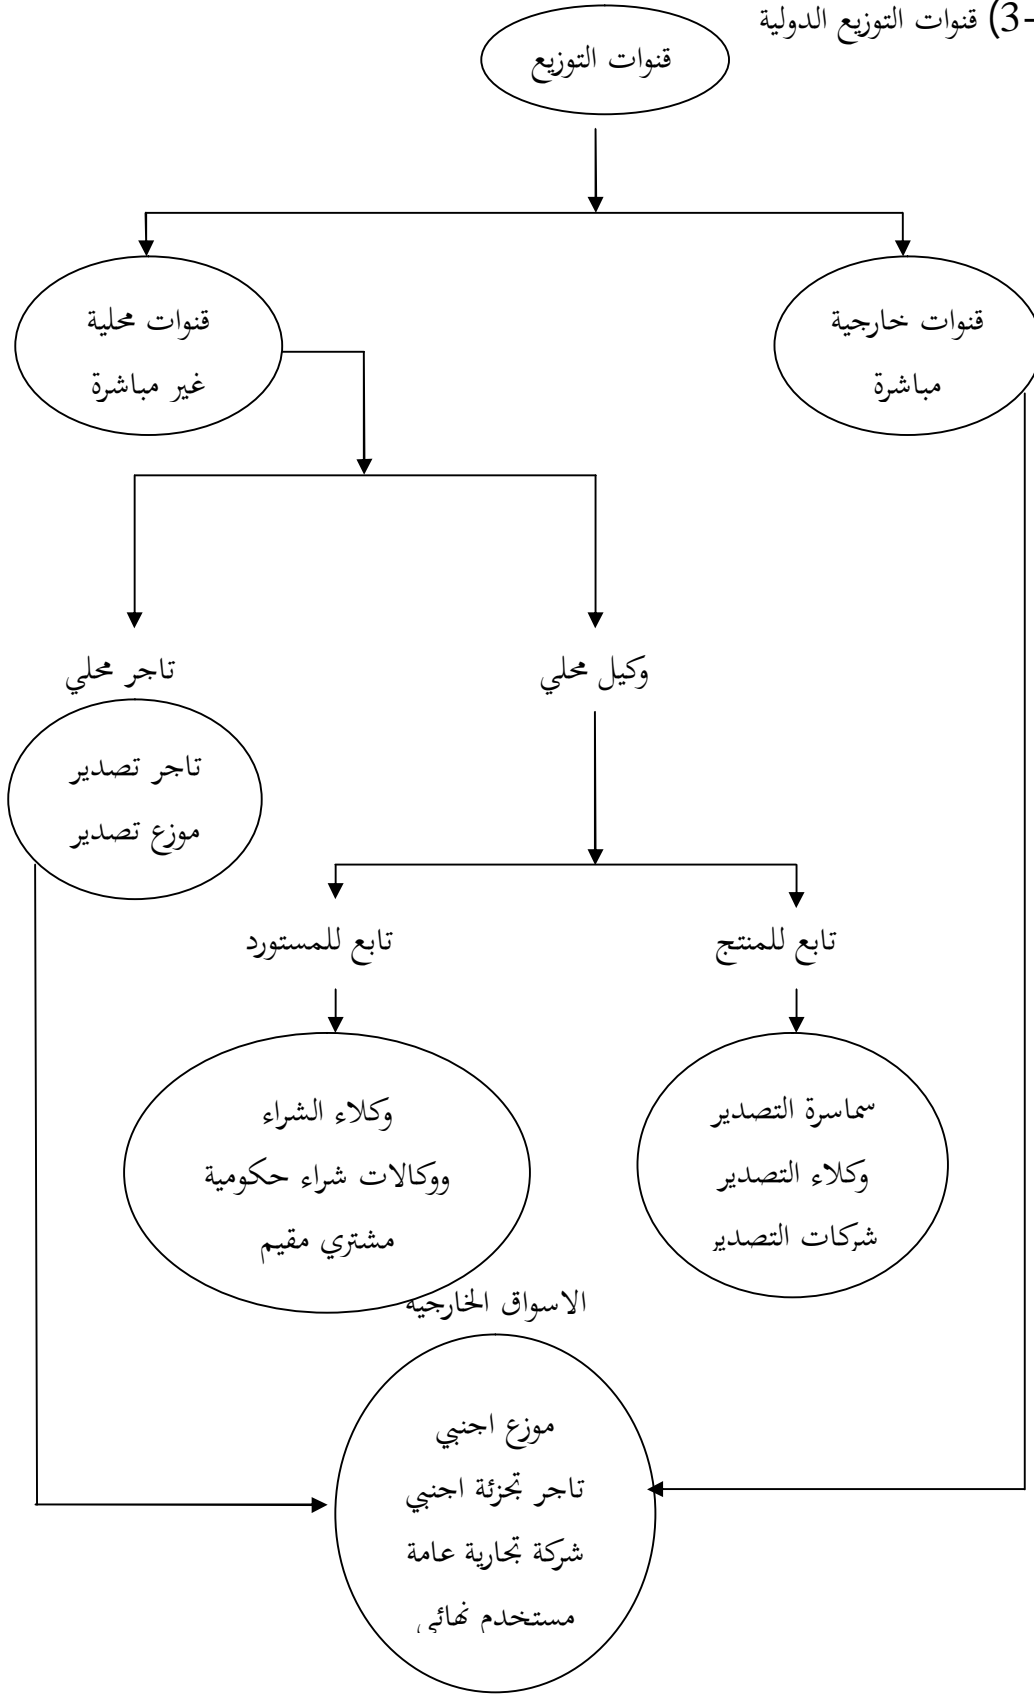 -3) قنوات التوزيع الدولية
قنوات التوزيع
قنوات خارجية
مباشرة
قنوات محلية
غير مباشرة
وكيل محلي
تاجر محلي
تاجر تصدير
موزع تصدير
تابع للمنتج
تابع للمستورد
سماسرة التصدير
وكلاء التصدير
شركات التصدير
وكلاء الشراء
ووكالات شراء حكومية
مشتري مقيم
الاسواق الخارجية
موزع اجنبي
تاجر تجزئة اجنبي
شركة تجارية عامة
مستخدم نهائي